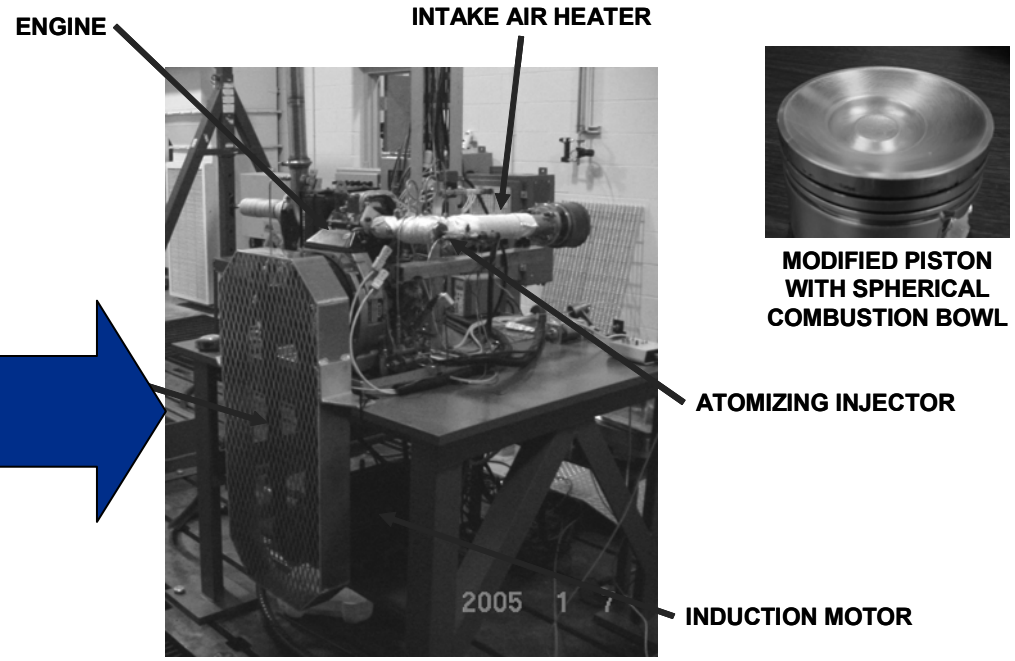 ENGINE
INTAKE AIR HEATER
MODIFIED PISTON
WITH SPHERICAL
COMBUSTION BOWL
ATOMIZING INJECTOR
2005 1
INDUCTION MOTOR